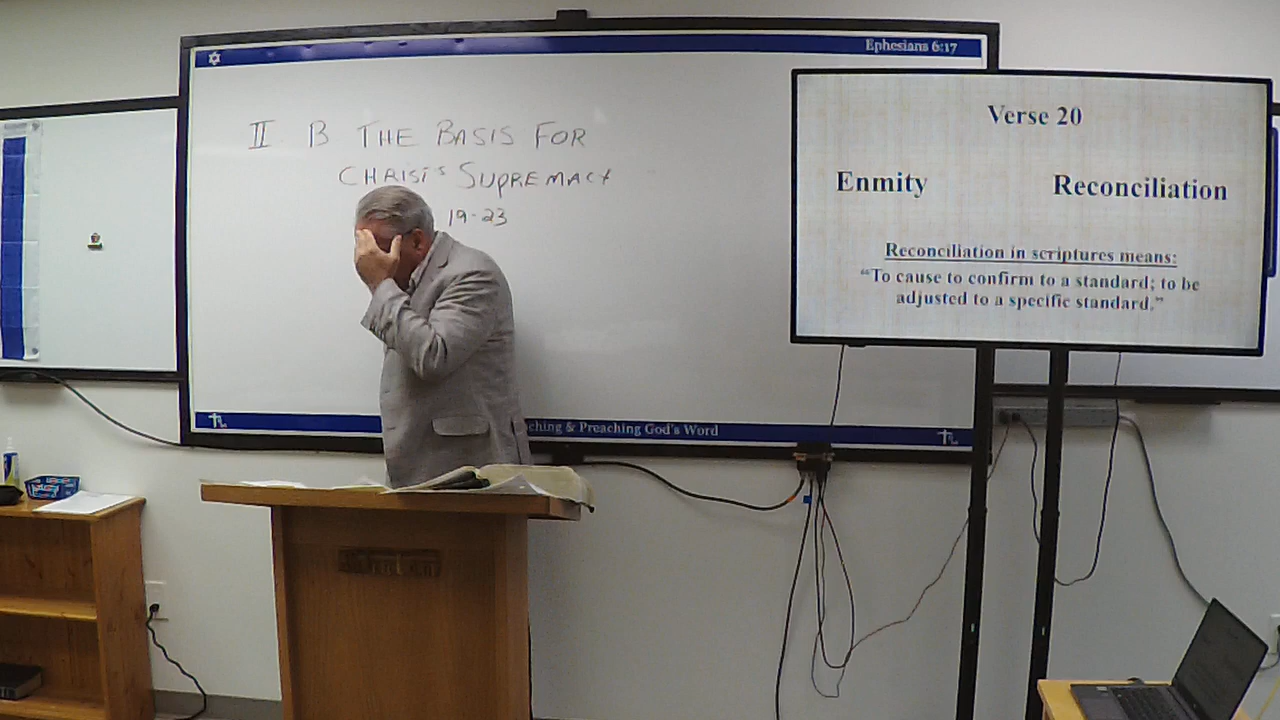 Ephesians 6:17
II B THE BASIS FOR
CHRIST'S SUPREMACY
19-23
ching & Preaching God's Word
Verse 20
Enmity Reconciliation
Reconciliation in scriptures means:
“To cause to confirm to a standard; to be
adjusted to a specific standard.”